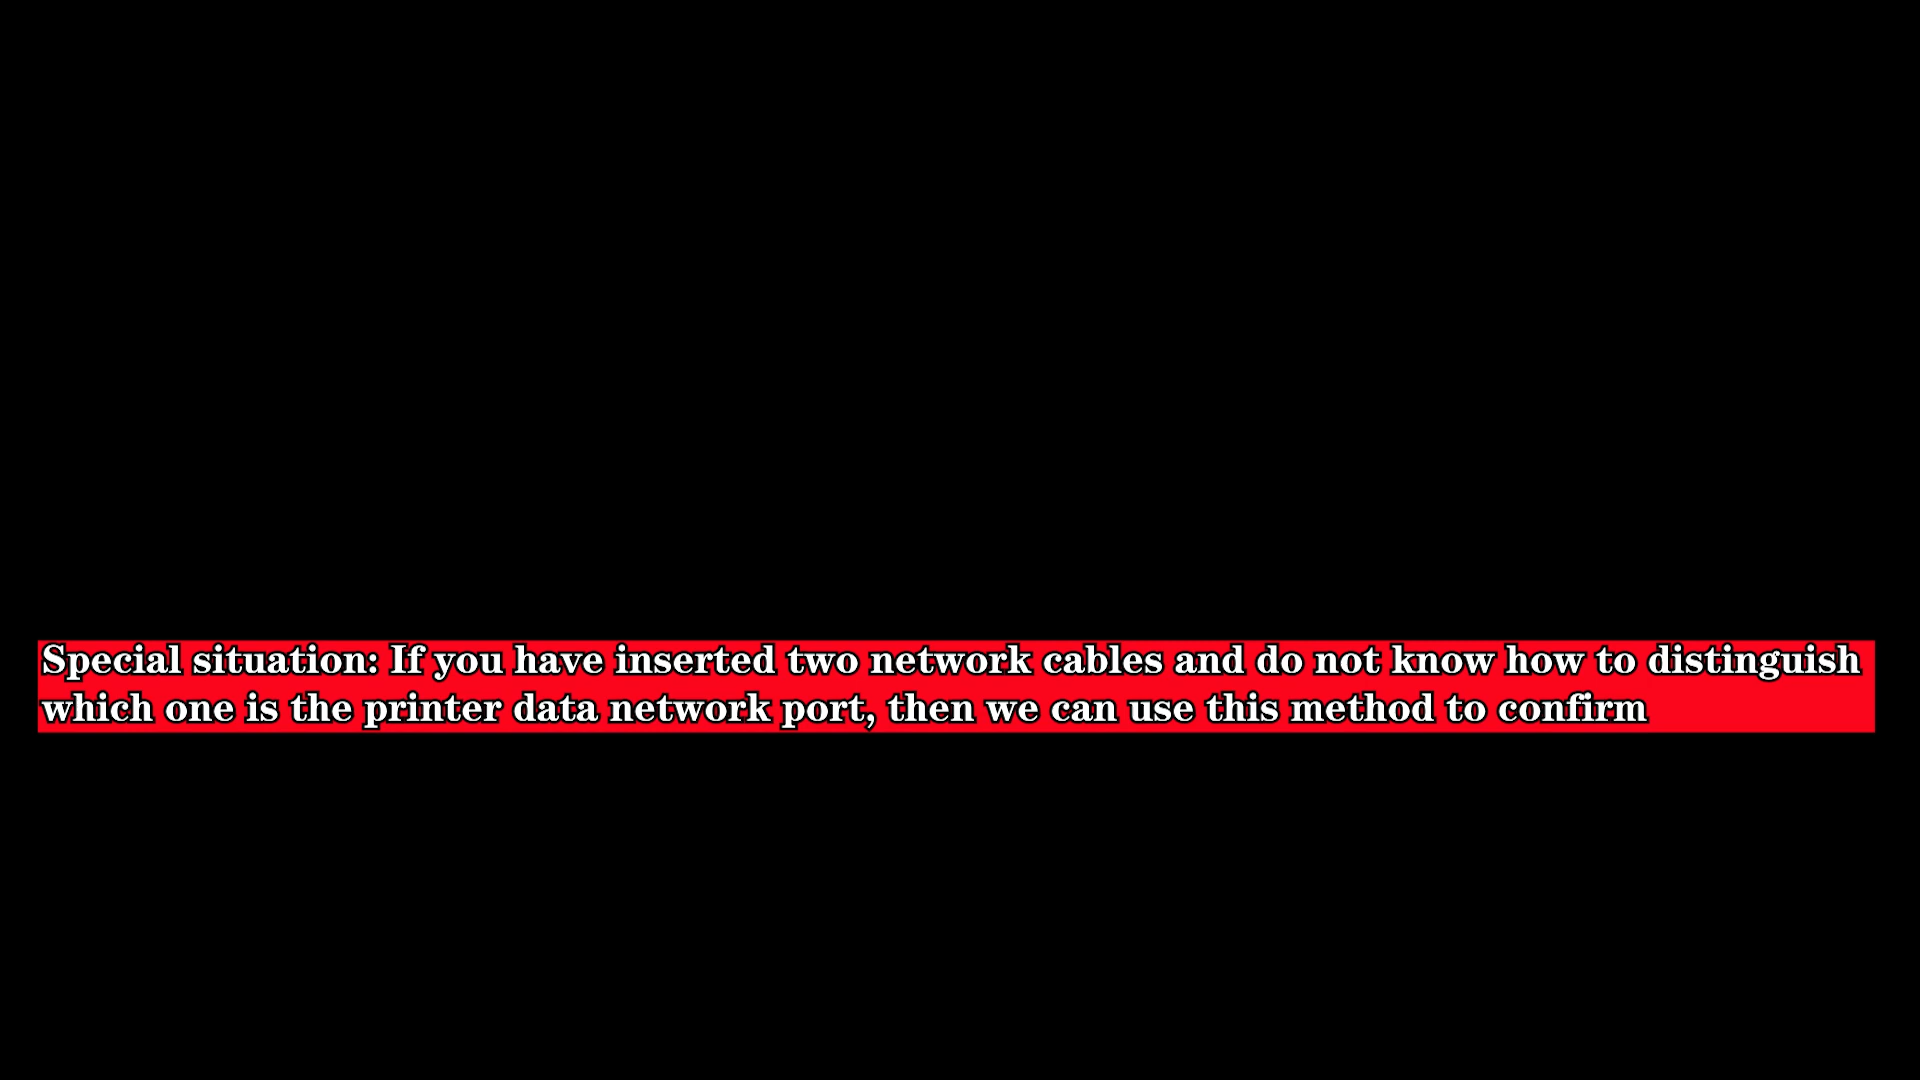 Special situation: If you have inserted two network cables and do not know how to distinguish
which one is the printer data network port, then we can use this method to confirm